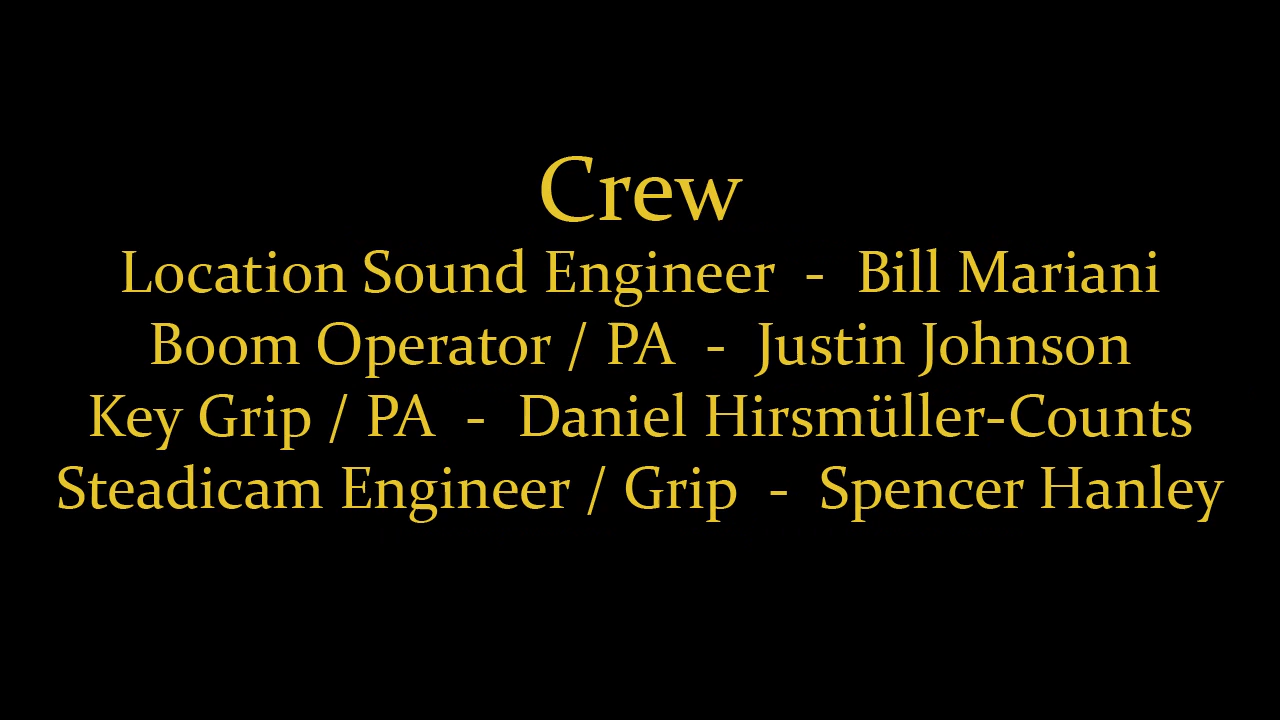 Crew
Location Sound Engineer  -  Bill Mariani
Boom Operator / PA  -  Justin Johnson
Key Grip / PA  -  Daniel Hirsmüller-Counts
Steadicam Engineer / Grip  -  Spencer Hanley